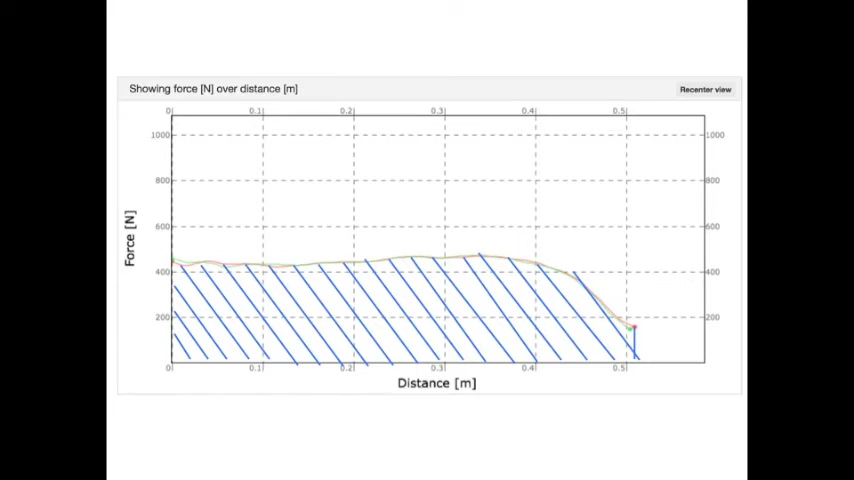 Showing force [N] over distance [m]
Recenter view
0 0.1 0.2 0.3 0.4 0.5
1000 1000
800 800
600 600
Force [N]
400 400
200 200
0 0.1 0.2 0.3 0.4 0.5
Distance [m]